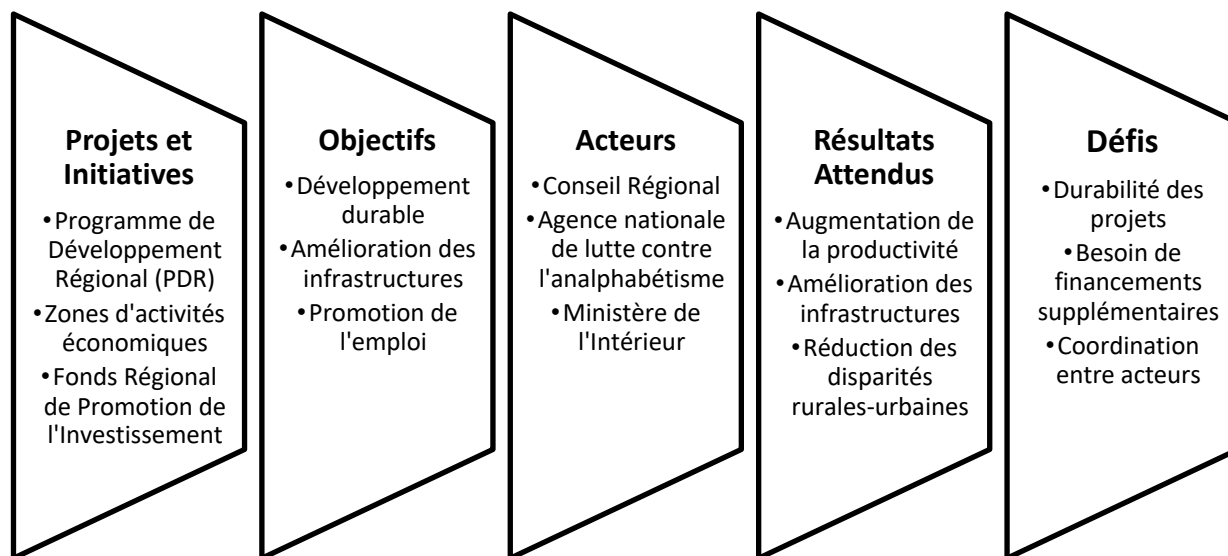 Projets et
Initiatives
•Programme de
Développement
Régional (PDR)
•Zones d'activités
économiques
•Fonds Régional
de Promotion de
l'Investissement
Objectifs
•Développement
durable
•Amélioration des
infrastructures
•Promotion de
l'emploi
Acteurs
•Conseil Régional
•Agence nationale
de lutte contre
l'analphabétisme
•Ministère de
l'Intérieur
Résultats
Attendus
•Augmentation de
la productivité
•Amélioration des
infrastructures
•Réduction des
disparités
rurales-urbaines
Défis
•Durabilité des
projets
•Besoin de
financements
supplémentaires
•Coordination
entre acteurs